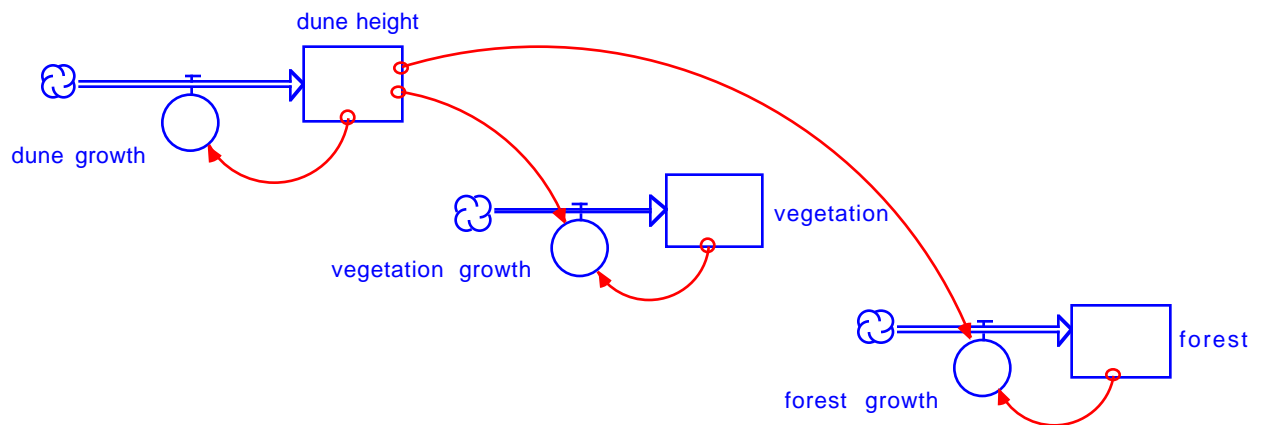 dune height
dune growth
vegetation
vegetation growth
forest
forest growth